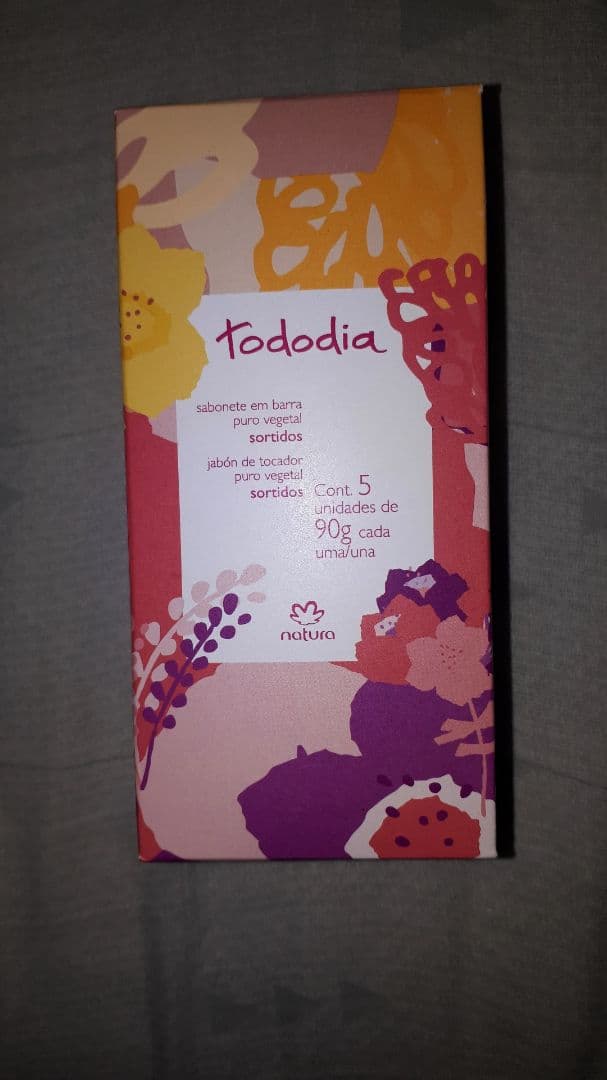 tododia
sabonete em barra
puro vegetal
sortidos
jabón de tocador
puro vegetal
sortidos
Cont. 5
unidades de
90g cada
uma/una
natura